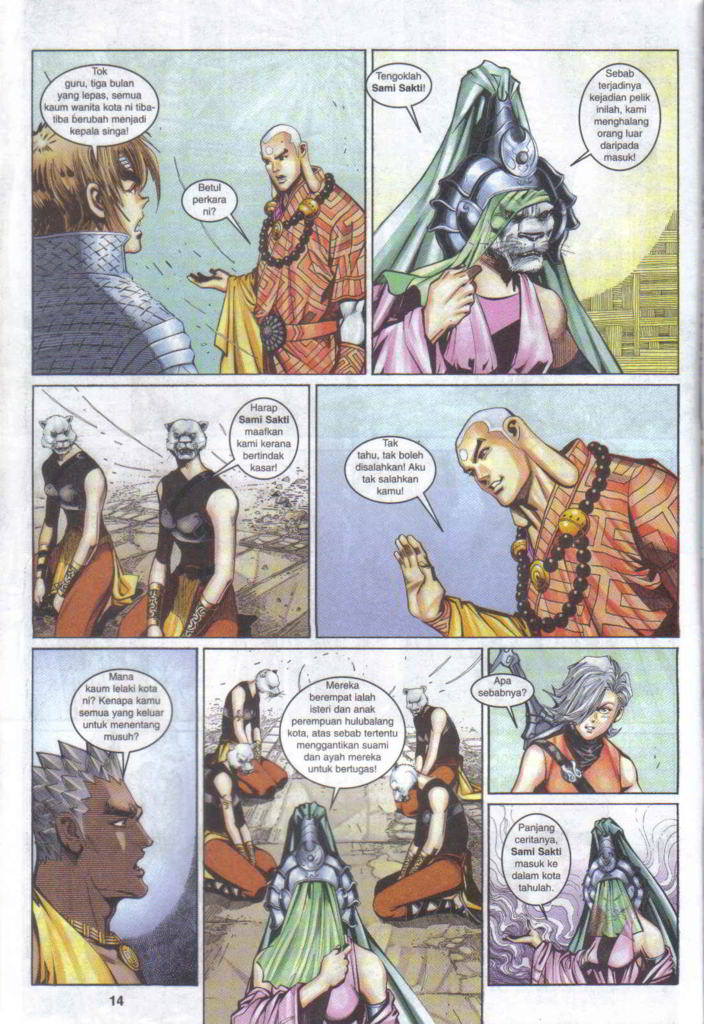 Tok
guru, tiga bulan
yang lepas, semua
kaum wanita kota ni tiba-
tiba berubah menjadi
kepala singa!
Betul
perkara
ni?
Tengoklah
Sami Sakti!
Sebab
terjadinya
kejadian pelik
inilah, kami
menghalang
orang luar
daripada
masuk!
Harap
Sami Sakti
maafkan
kami kerana
bertindak
kasar!
Tak
tahu, tak boleh
disalahkan! Aku
tak salahkan
kamu!
Mana
kaum lelaki kota
ni? Kenapa kamu
semua yang keluar
untuk menentang
musuh?
Mereka
berempat ialah
isteri dan anak
perempuan hulubalang
kota, atas sebab tertentu
menggantikan suami
dan ayah mereka
untuk bertugas!
Apa
sebabnya?
Panjang
ceritanya,
Sami Sakti
masuk ke
dalam kota
tahulah.
14